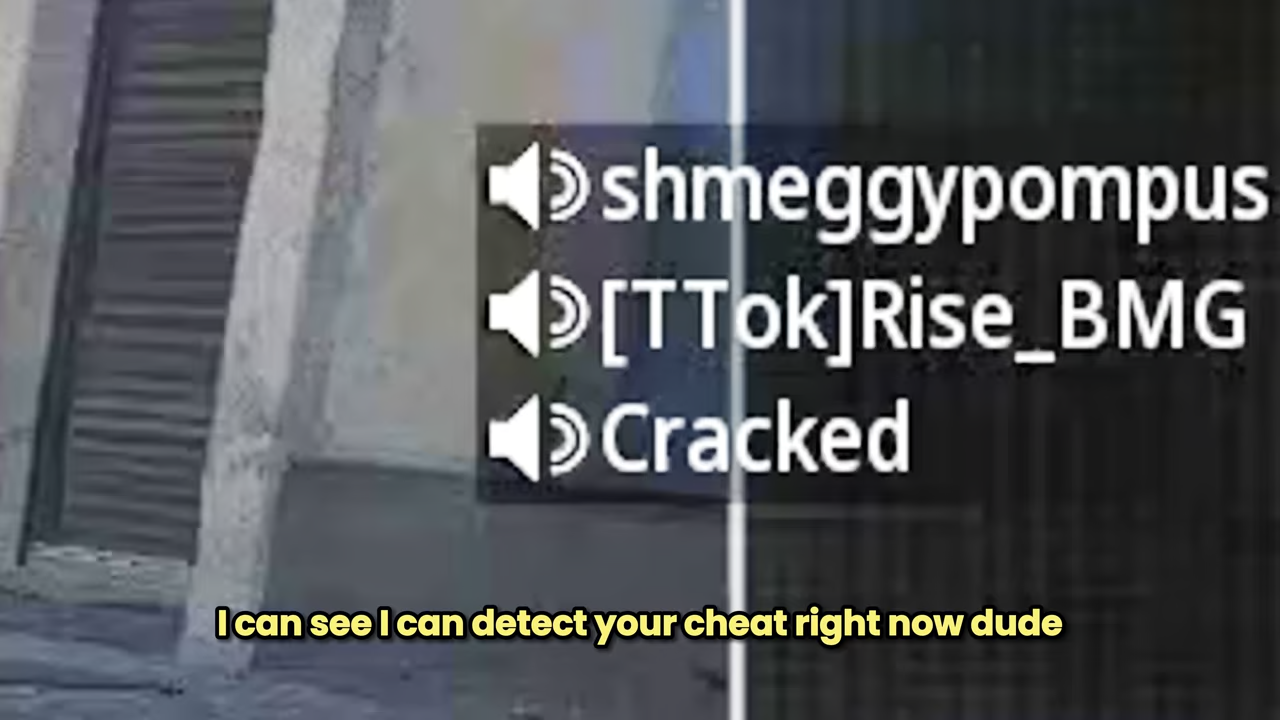 shmeggypompus
[TTok]Rise_BMG
Cracked
I can see I can detect your cheat right now dude